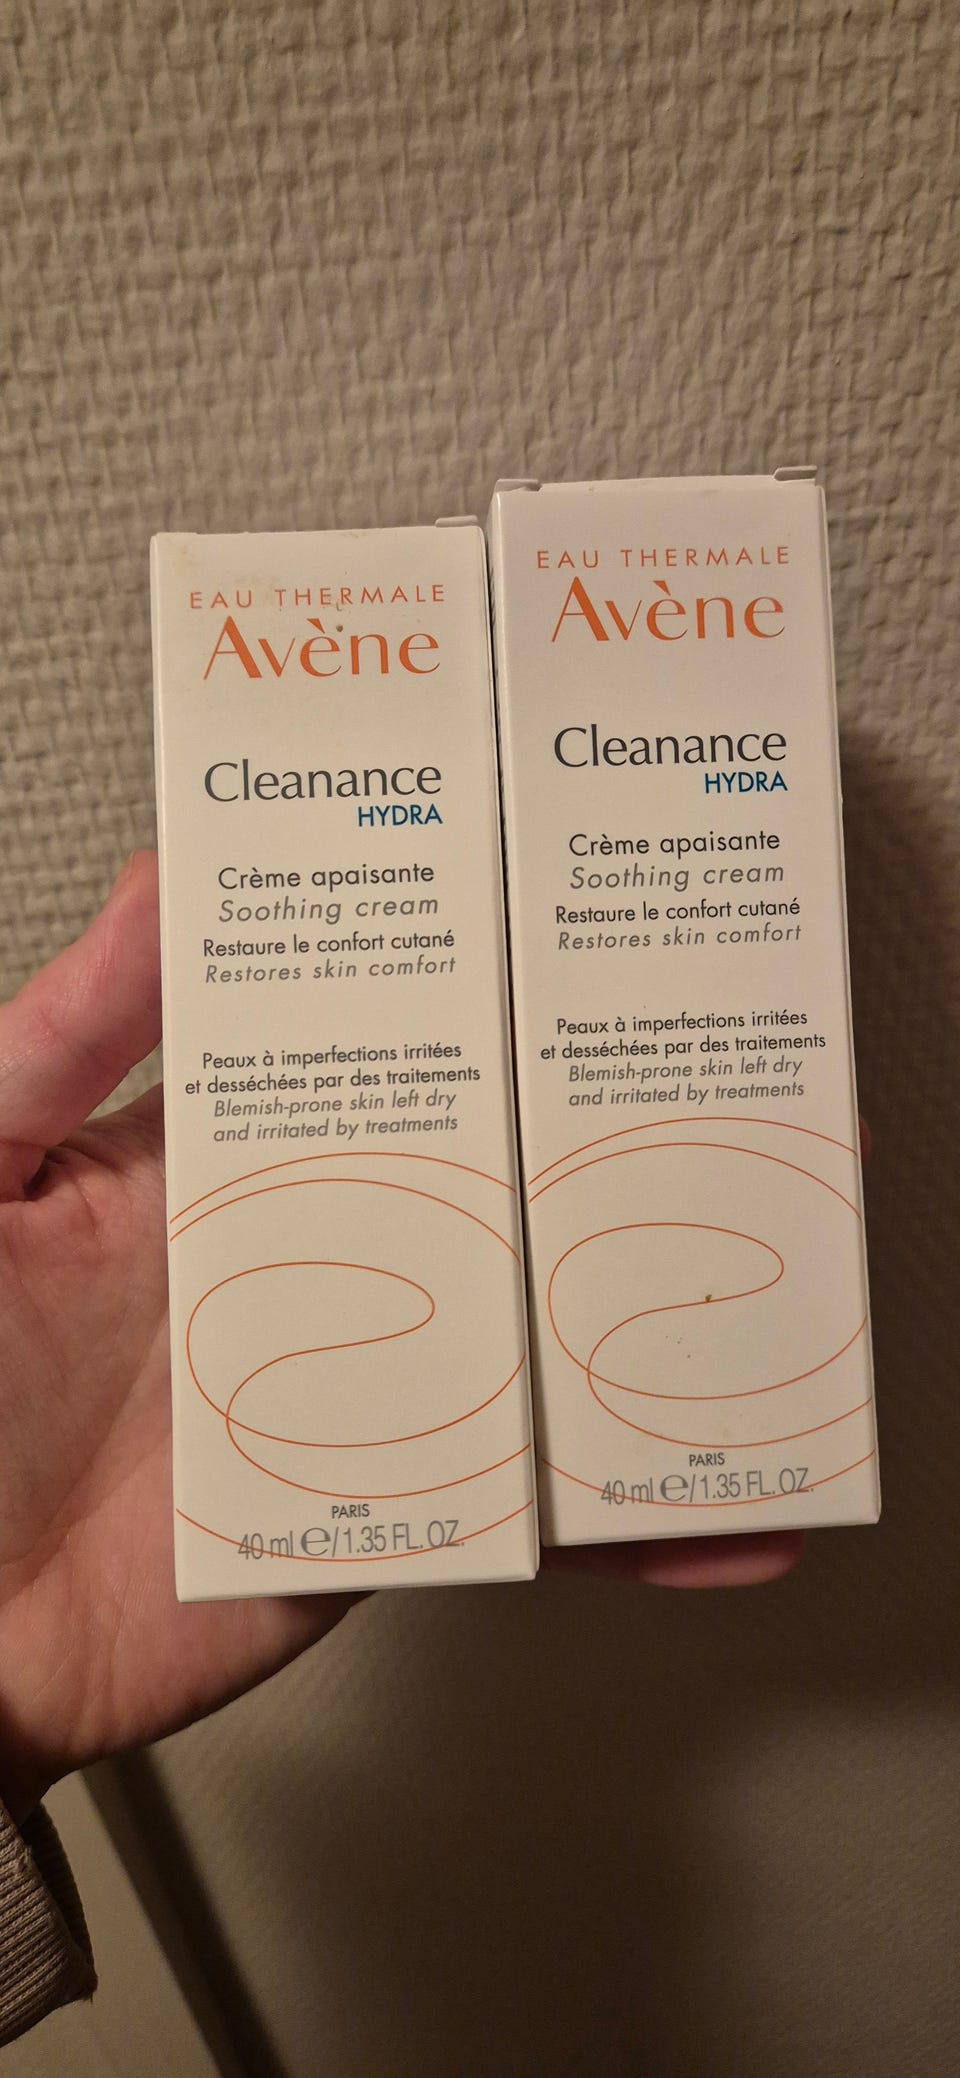 EAU THERMALE
Avène
Cleanance
HYDRA
Crème apaisante
Soothing cream
Restaure le confort cutané
Restores skin comfort
Peaux à imperfections irritées
et desséchées par des traitements
Blemish-prone skin left dry
and irritated by treatments
PARIS
40 ml e/1.35 FL. OZ.
EAU THERMALE
Avène
Cleanance
HYDRA
Crème apaisante
Soothing cream
Restaure le confort cutané
Restores skin comfort
Peaux à imperfections irritées
et desséchées par des traitements
Blemish-prone skin left dry
and irritated by treatments
PARIS
40 ml e/1.35 FL. OZ.